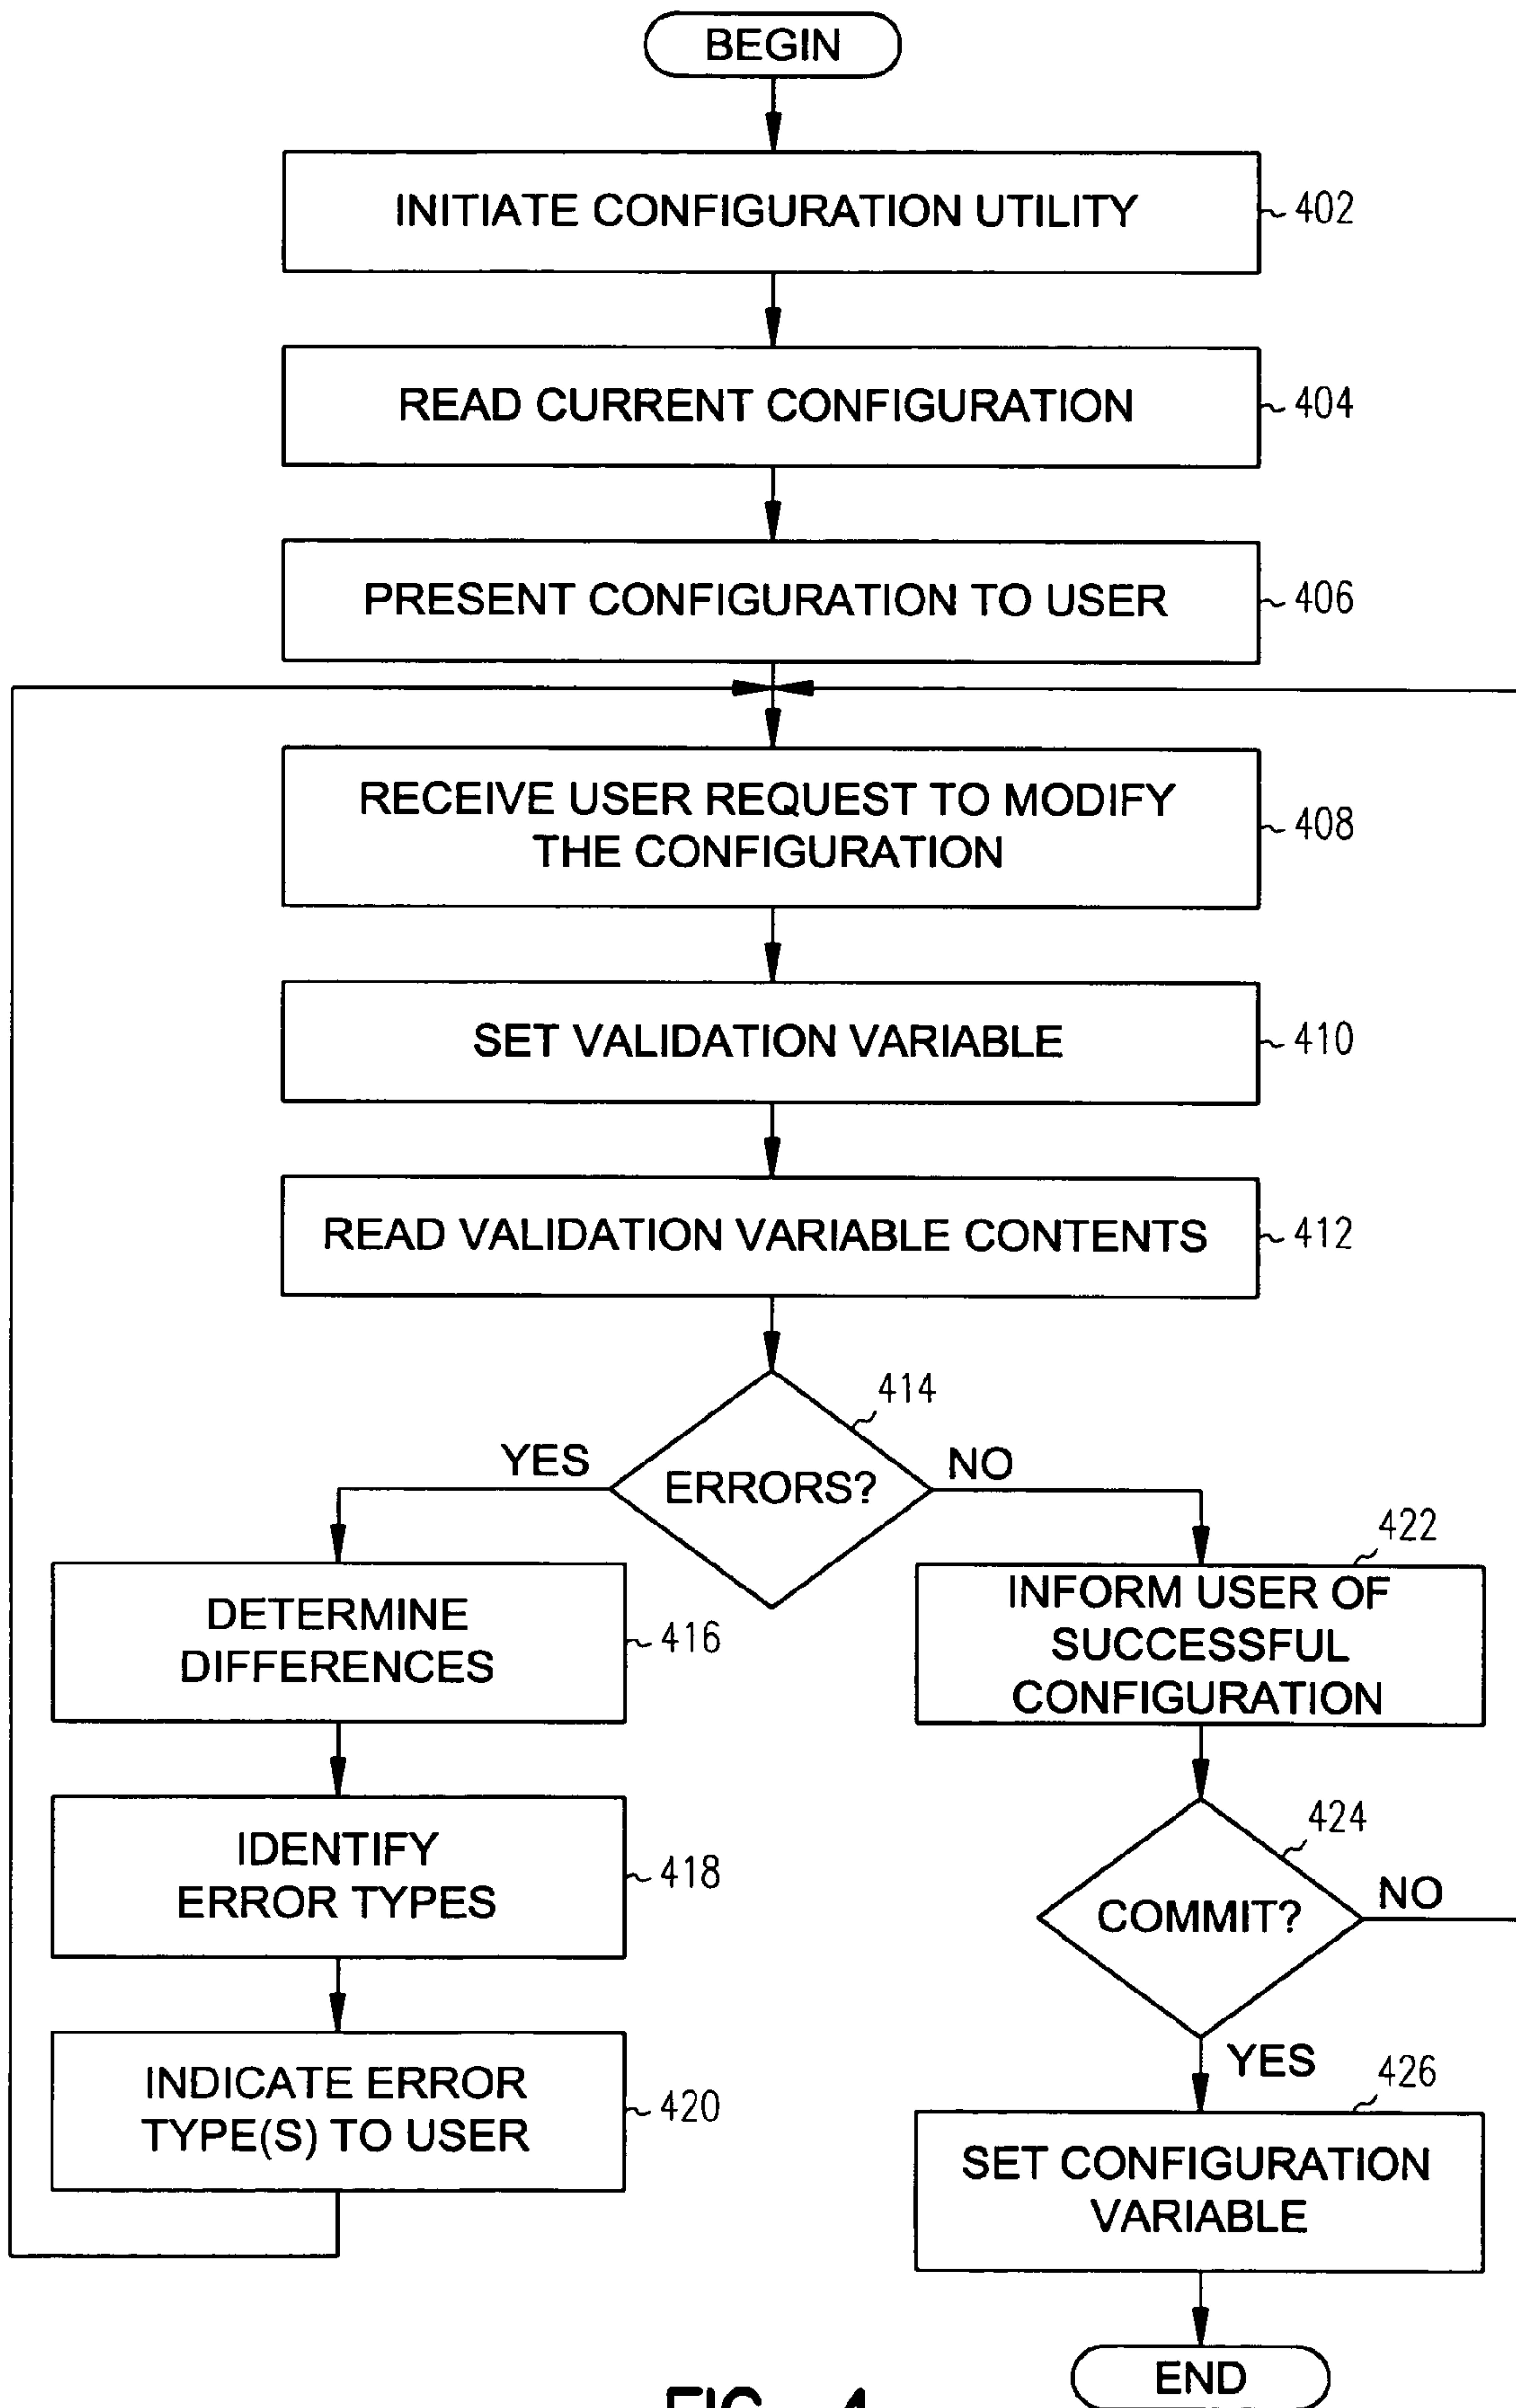 BEGIN
INITIATE CONFIGURATION UTILITY
402
READ CURRENT CONFIGURATION
404
PRESENT CONFIGURATION TO USER
406
RECEIVE USER REQUEST TO MODIFY
THE CONFIGURATION
408
SET VALIDATION VARIABLE
410
READ VALIDATION VARIABLE CONTENTS
412
414
YES
ERRORS?
NO
DETERMINE
DIFFERENCES
416
IDENTIFY
ERROR TYPES
418
INDICATE ERROR
TYPE(S) TO USER
420
422
INFORM USER OF
SUCCESSFUL
CONFIGURATION
424
COMMIT?
NO
YES
426
SET CONFIGURATION
VARIABLE
END
FIG. 4